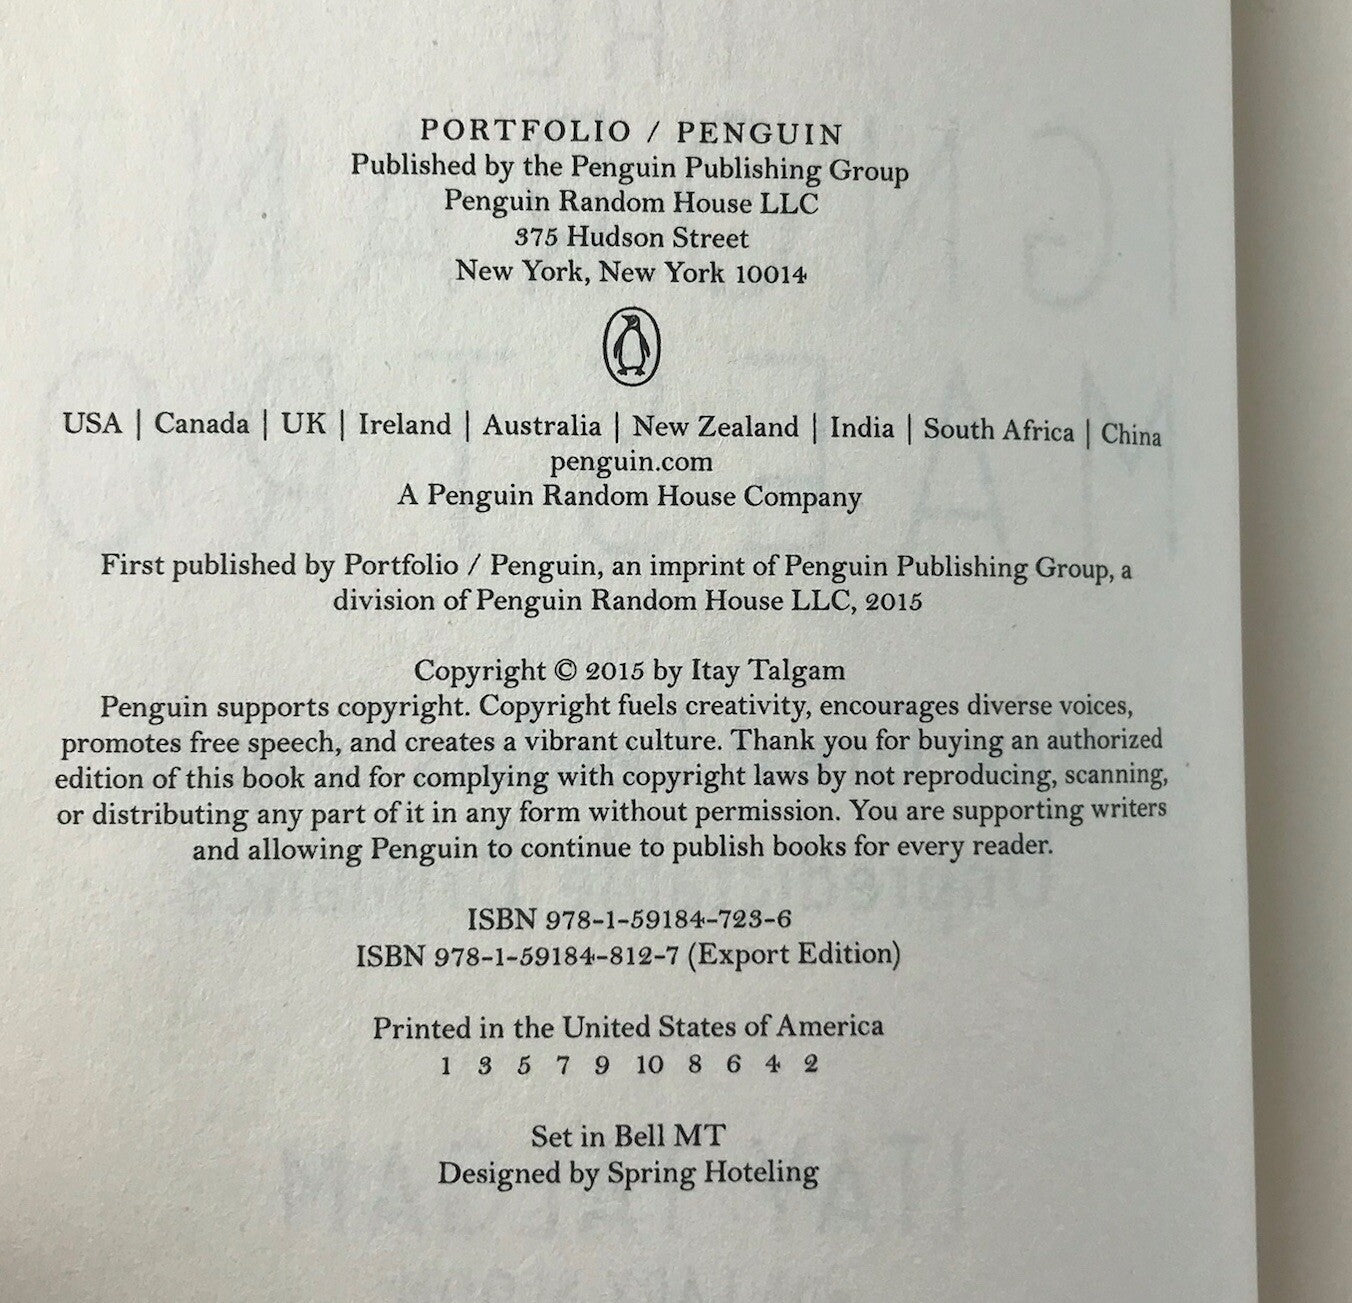 PORTFOLIO / PENGUIN
Published by the Penguin Publishing Group
Penguin Random House LLC
375 Hudson Street
New York, New York 10014
USA | Canada | UK | Ireland | Australia | New Zealand | India | South Africa | China
penguin.com
A Penguin Random House Company
First published by Portfolio / Penguin, an imprint of Penguin Publishing Group, a
division of Penguin Random House LLC, 2015
Copyright © 2015 by Itay Talgam
Penguin supports copyright. Copyright fuels creativity, encourages diverse voices,
promotes free speech, and creates a vibrant culture. Thank you for buying an authorized
edition of this book and for complying with copyright laws by not reproducing, scanning,
or distributing any part of it in any form without permission. You are supporting writers
and allowing Penguin to continue to publish books for every reader.
ISBN 978-1-59184-723-6
ISBN 978-1-59184-812-7 (Export Edition)
Printed in the United States of America
1 3 5 7 9 10 8 6 4 2
Set in Bell MT
Designed by Spring Hoteling